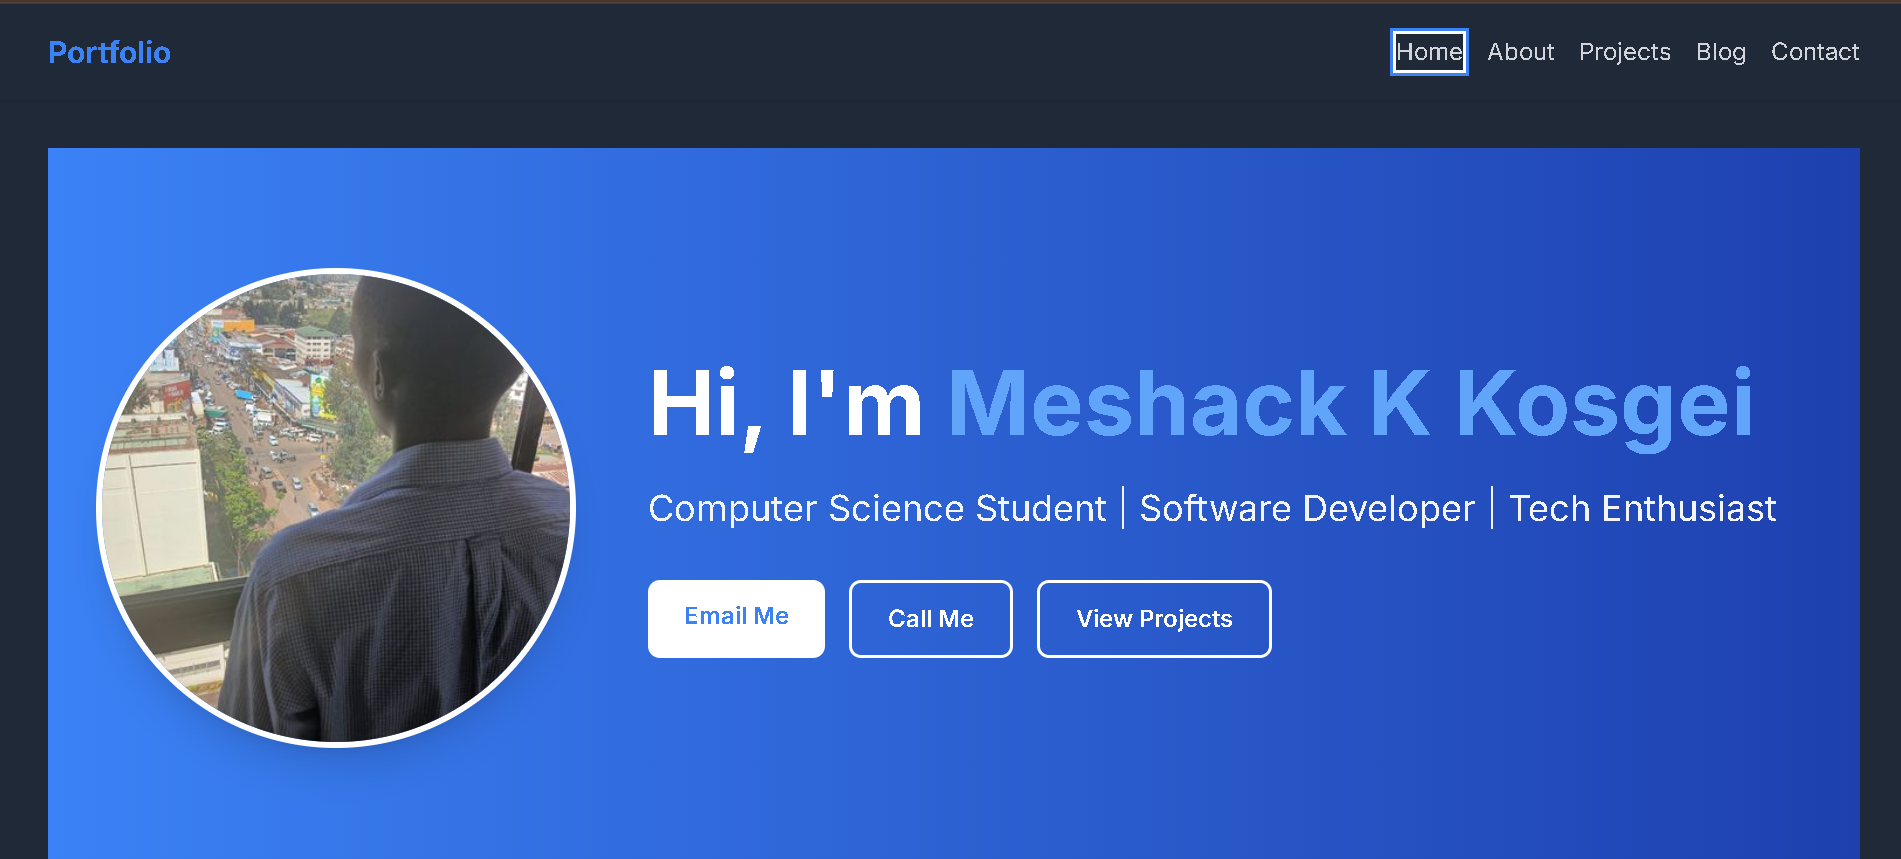 Portfolio
Home About Projects Blog Contact
Hi, I'm Meshack K Kosgei
Computer Science Student | Software Developer | Tech Enthusiast
Email Me Call Me View Projects